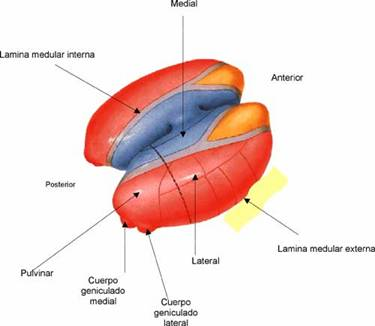 Medial
Lamina medular interna
Anterior
Posterior
Lateral
Lamina medular externa
Pulvinar
Cuerpo
geniculado
medial
Cuerpo
geniculado
lateral